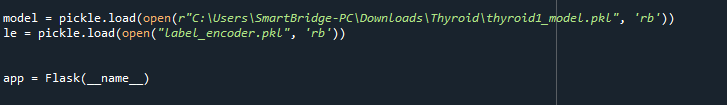 model = pickle.load(open(r"C:\Users\SmartBridge-PC\Downloads\Thyroid\thyroid1_model.pkl", 'rb'))
le = pickle.load(open("label_encoder.pkl", 'rb'))
app = Flask(__name__)